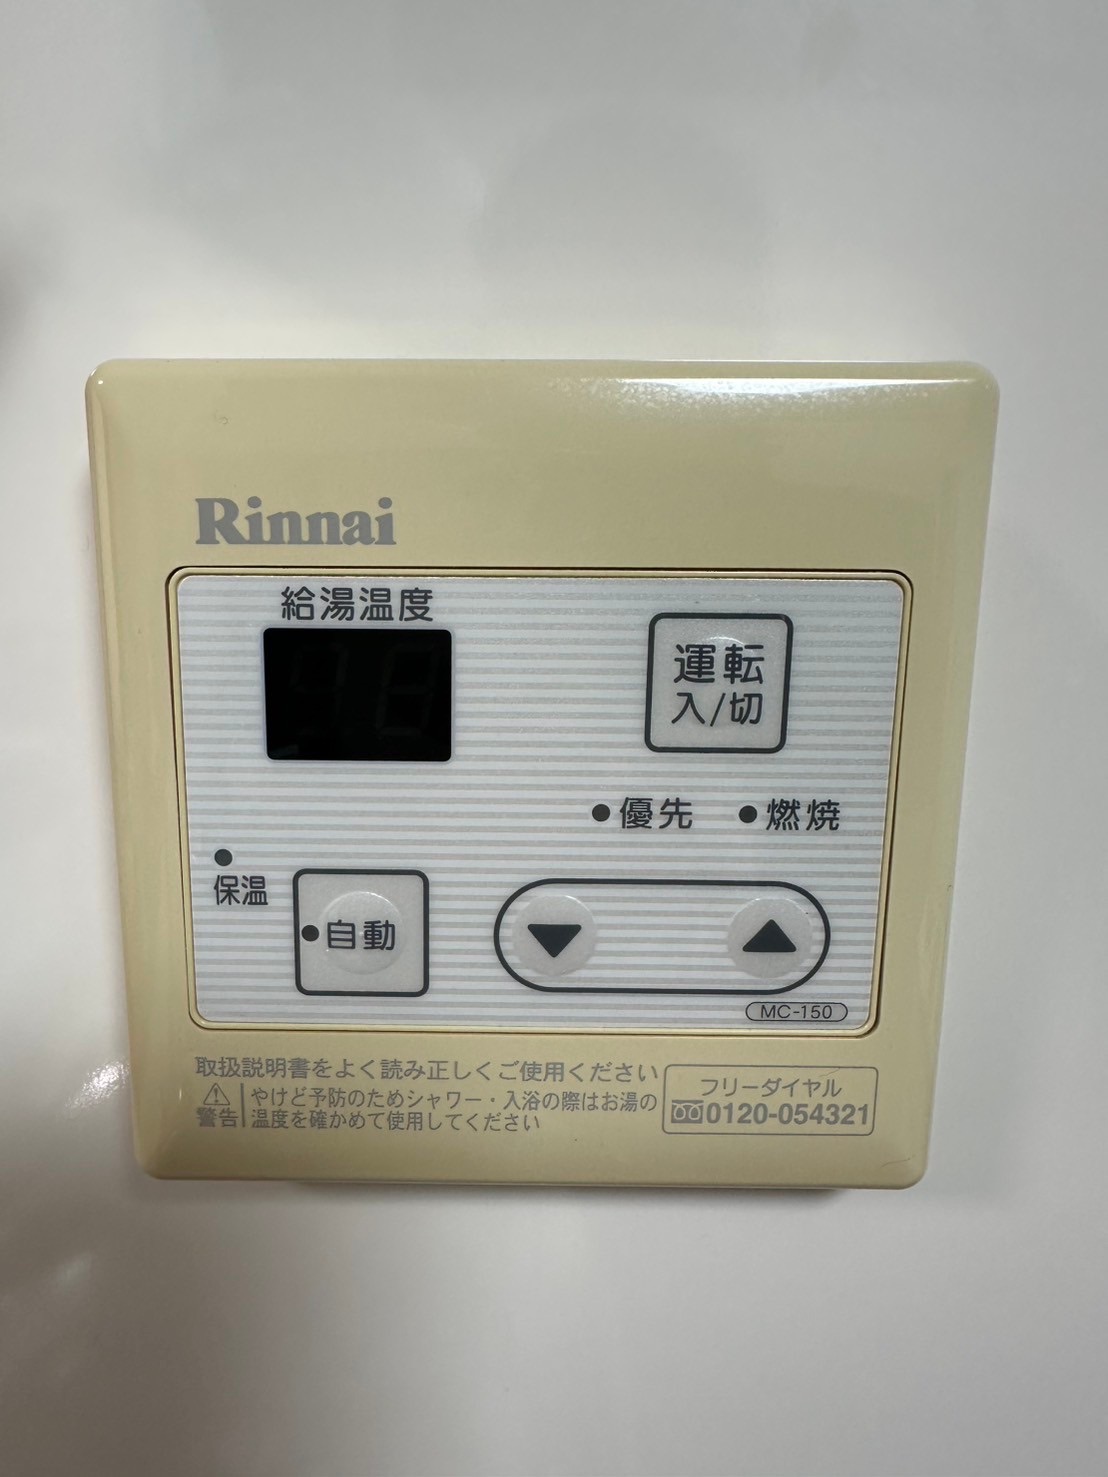 Rinnai
給湯温度
運転
入/切
優先
燃焼
保温
自動
▼
▲
MC-150
取扱説明書をよく読み正しくご使用ください
警告
やけど予防のためシャワー・入浴の際はお湯の
温度を確かめて使用してください
フリーダイヤル
0120-054321